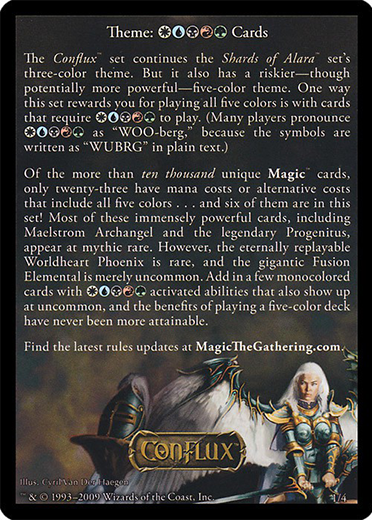 Theme: Cards
The Conflux™ set continues the Shards of Alara™ set's
three-color theme. But it also has a riskier—though
potentially more powerful—five-color theme. One way
this set rewards you for playing all five colors is with cards
that require to play. (Many players pronounce
as “WOO-berg,” because the symbols are
written as “WUBRG” in plain text.)
Of the more than ten thousand unique Magic™ cards,
only twenty-three have mana costs or alternative costs
that include all five colors . . . and six of them are in this
set! Most of these immensely powerful cards, including
Maelstrom Archangel and the legendary Progenitus,
appear at mythic rare. However, the eternally replayable
Worldheart Phoenix is rare, and the gigantic Fusion
Elemental is merely uncommon. Add in a few monocolored
cards with activated abilities that also show up
at uncommon, and the benefits of playing a five-color deck
have never been more attainable.
Find the latest rules updates at MagicTheGathering.com.
CONFLUX
Illus. Cyril Van Der Haegen
™ & © 1993–2009 Wizards of the Coast, Inc.
1/4